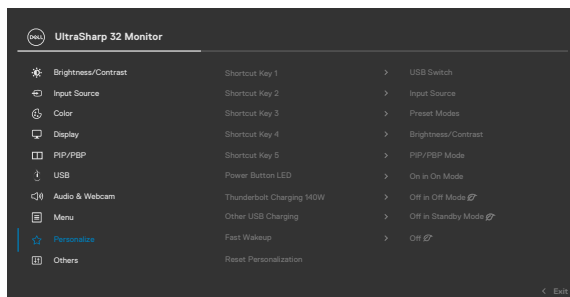 DELL UltraSharp 32 Monitor
Brightness/Contrast Shortcut Key 1 > USB Switch
Input Source Shortcut Key 2 > Input Source
Color Shortcut Key 3 > Preset Modes
Display Shortcut Key 4 > Brightness/Contrast
PIP/PBP Shortcut Key 5 > PIP/PBP Mode
USB Power Button LED > On in On Mode
Audio & Webcam Thunderbolt Charging 140W > Off in Off Mode
Menu Other USB Charging > Off in Standby Mode
Personalize Fast Wakeup > Off
Others Reset Personalization
< Exit